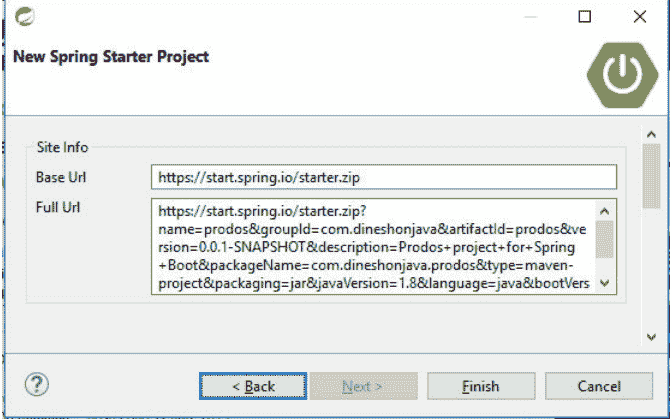 New Spring Starter Project
Site Info
Base Url
https://start.spring.io/starter.zip
Full Url
https://start.spring.io/starter.zip?
name=prodos&groupId=com.dineshonjava&artifactId=prodos&ve
rsion=0.0.1-SNAPSHOT&description=Prodos+project+for+Spring
+Boot&packageName=com.dineshonjava.prodos&type=maven-
project&packaging=jar&javaVersion=1.8&language=java&bootVers
?
< Back
Next >
Finish
Cancel